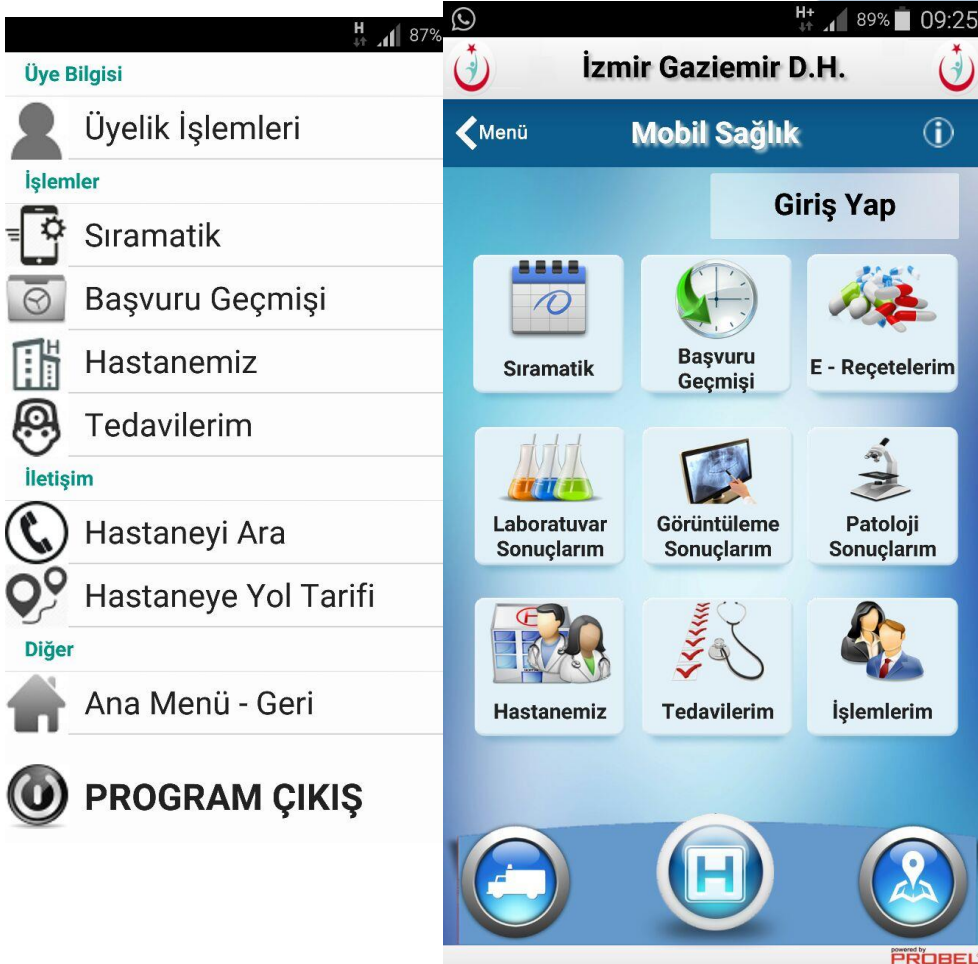 H
87%
Üye Bilgisi
Üyelik İşlemleri
İşlemler
Sıramatik
Başvuru Geçmişi
Hastanemiz
Tedavilerim
İletişim
Hastaneyi Ara
Hastaneye Yol Tarifi
Diğer
Ana Menü - Geri
PROGRAM ÇIKIŞ
H+
89%
09:25
İzmir Gaziemir D.H.
Menü
Mobil Sağlık
Giriş Yap
Sıramatik
Başvuru
Geçmişi
E - Reçetelerim
Laboratuvar
Sonuçlarım
Görüntüleme
Sonuçlarım
Patoloji
Sonuçlarım
Hastanemiz
Tedavilerim
İşlemlerim
H
powered by
PROBEL